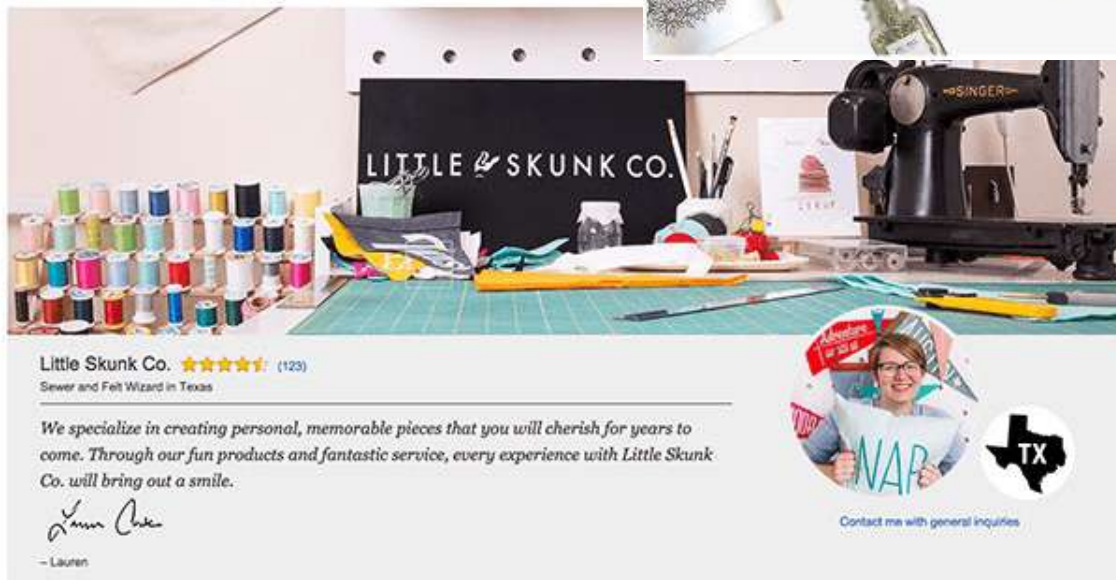 SINGER
LITTLE SKUNK CO.
SYRUP
Little Skunk Co. (123)
Sewer and Felt Wizard in Texas
We specialize in creating personal, memorable pieces that you will cherish for years to
come. Through our fun products and fantastic service, every experience with Little Skunk
Co. will bring out a smile.
– Lauren
Adventure
NAP
TX
Contact me with general inquiries